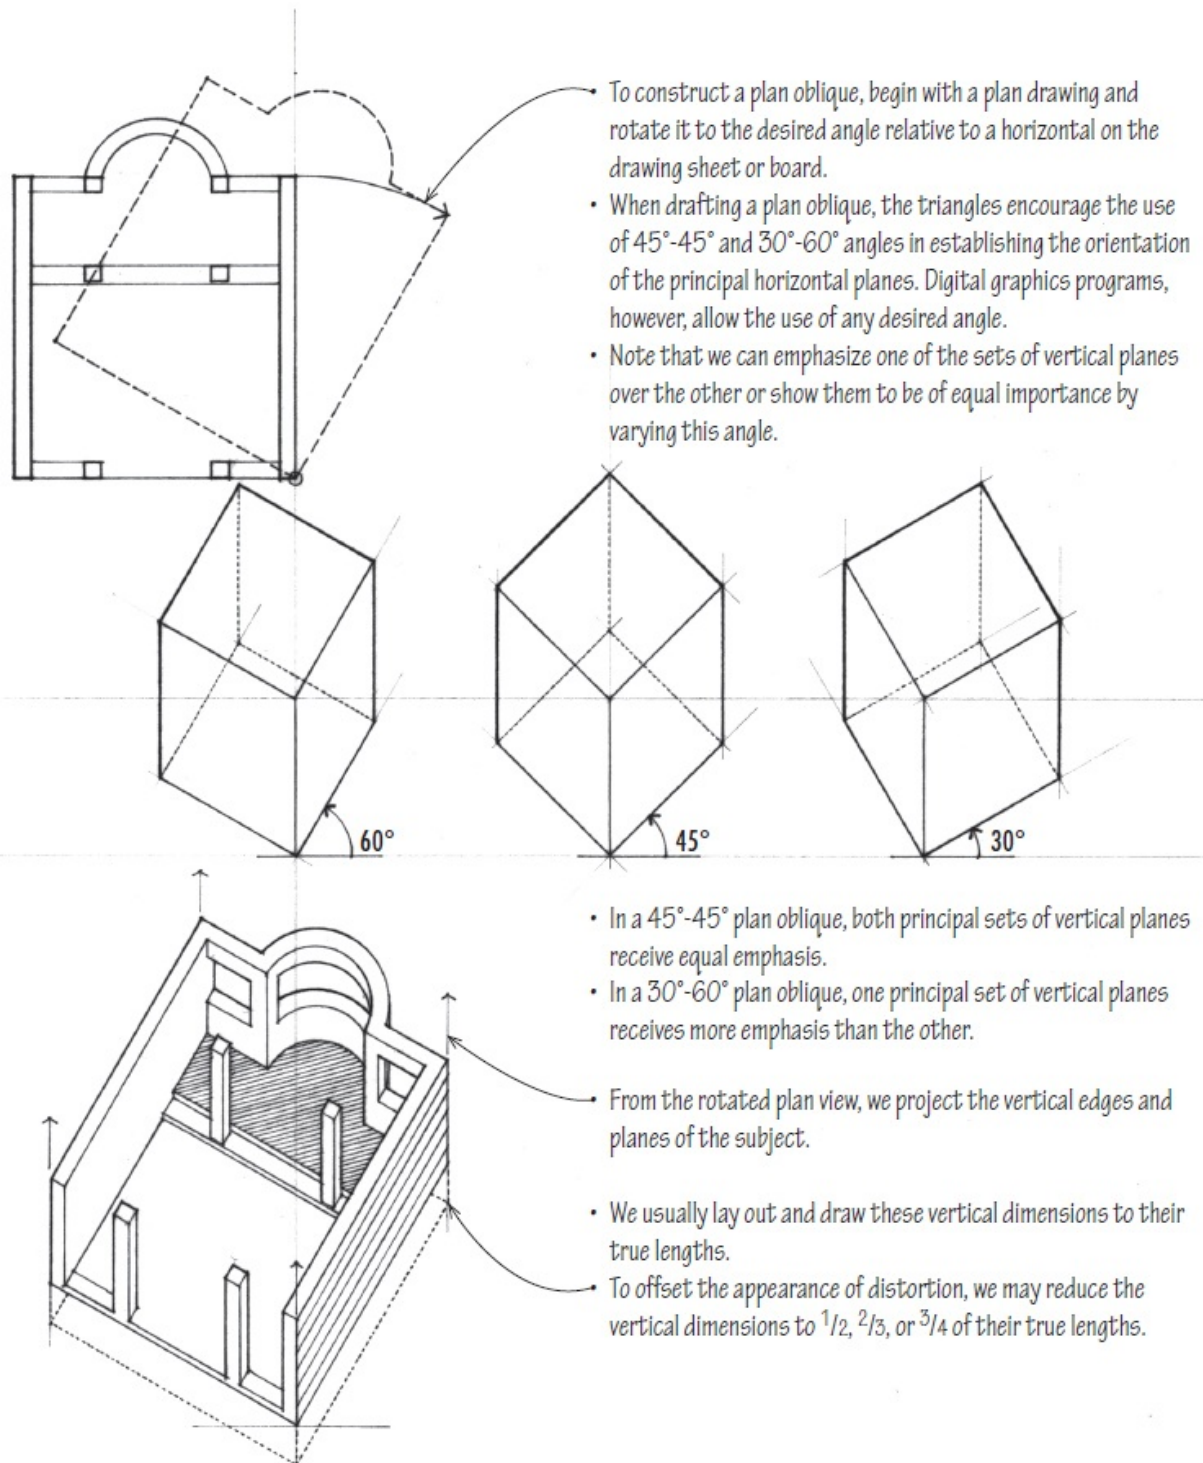 • To construct a plan oblique, begin with a plan drawing and
rotate it to the desired angle relative to a horizontal on the
drawing sheet or board.
• When drafting a plan oblique, the triangles encourage the use
of 45°-45° and 30°-60° angles in establishing the orientation
of the principal horizontal planes. Digital graphics programs,
however, allow the use of any desired angle.
• Note that we can emphasize one of the sets of vertical planes
over the other or show them to be of equal importance by
varying this angle.
60°
45°
30°
• In a 45°-45° plan oblique, both principal sets of vertical planes
receive equal emphasis.
• In a 30°-60° plan oblique, one principal set of vertical planes
receives more emphasis than the other.
• From the rotated plan view, we project the vertical edges and
planes of the subject.
• We usually lay out and draw these vertical dimensions to their
true lengths.
• To offset the appearance of distortion, we may reduce the
vertical dimensions to 1/2, 2/3, or 3/4 of their true lengths.